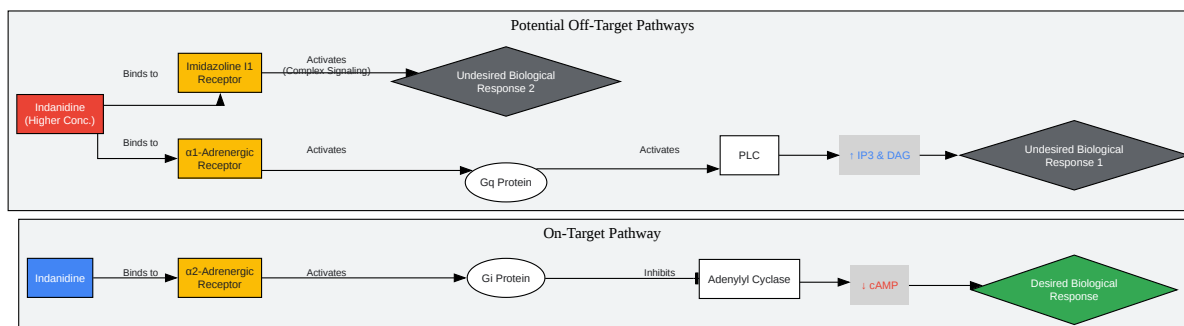 Potential Off-Target Pathways
Activates
(Complex Signaling)
Binds to
Imidazoline I1
Receptor
Undesired Biological
Response 2
Indanidine
(Higher Conc.)
Binds to
α1-Adrenergic
Receptor
Activates
Gq Protein
Activates
PLC
↑ IP3 & DAG
Undesired Biological
Response 1
On-Target Pathway
Indanidine
Binds to
α2-Adrenergic
Receptor
Activates
Gi Protein
Inhibits
Adenylyl Cyclase
↓ cAMP
Desired Biological
Response